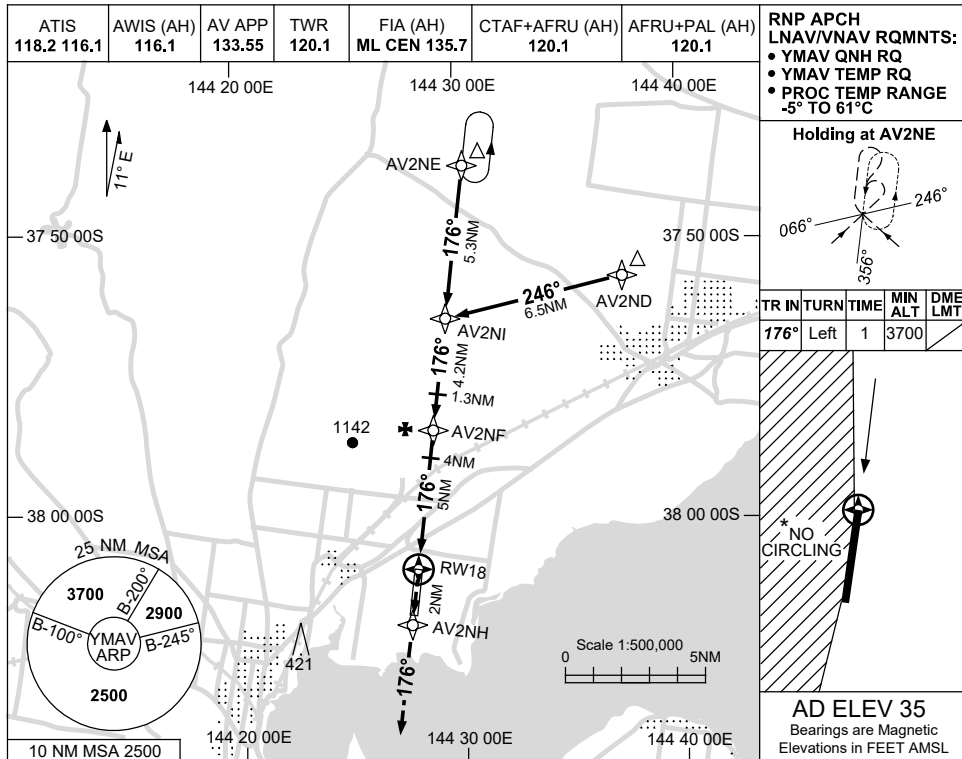 ATIS
118.2 116.1
AWIS (AH)
116.1
AV APP
133.55
TWR
120.1
FIA (AH)
ML CEN 135.7
CTAF+AFRU (AH)
120.1
AFRU+PAL (AH)
120.1
RNP APCH
LNAV/VNAV RQMNTS:
• YMAV QNH RQ
• YMAV TEMP RQ
• PROC TEMP RANGE
-5° TO 61°C
144 20 00E
144 30 00E
144 40 00E
11° E
AV2NE
176°
5.3NM
37 50 00S
37 50 00S
246°
6.5NM
AV2ND
AV2NI
176°
4.2NM
1.3NM
1142
AV2NF
4NM
176°
5NM
38 00 00S
38 00 00S
RW18
2NM
AV2NH
176°
421
25 NM MSA
3700
B-200°
2900
B-100°
YMAV
ARP
B-245°
2500
10 NM MSA 2500
Scale 1:500,000
0
5NM
144 20 00E
144 30 00E
144 40 00E
Holding at AV2NE
246°
066°
356°
TR IN TURN TIME MIN ALT DME LMT
176° Left 1 3700
* NO
CIRCLING
AD ELEV 35
Bearings are Magnetic
Elevations in FEET AMSL